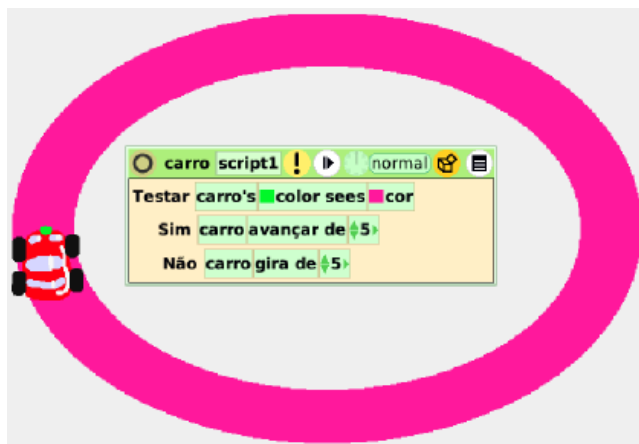 carro script1 ! normal
Testar carro's color sees cor
Sim carro avançar de 5
Não carro gira de 5